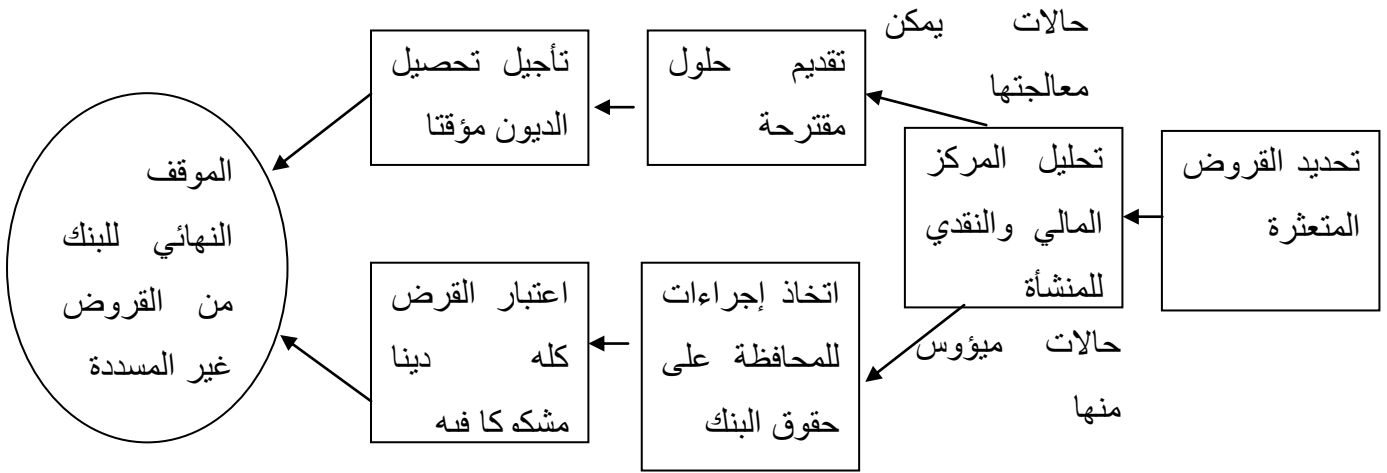 تحديد القروض
المتعثرة
تحليل المركز
المالي والنقدي
للمنشأة
حالات يمكن
معالجتها
تقديم حلول
مقترحة
تأجيل تحصيل
الديون مؤقتا
حالات ميؤوس
منها
اتخاذ إجراءات
للمحافظة على
حقوق البنك
اعتبار القرض
كله دينا
مشكوكا فيه
الموقف
النهائي للبنك
من القروض
غير المسددة